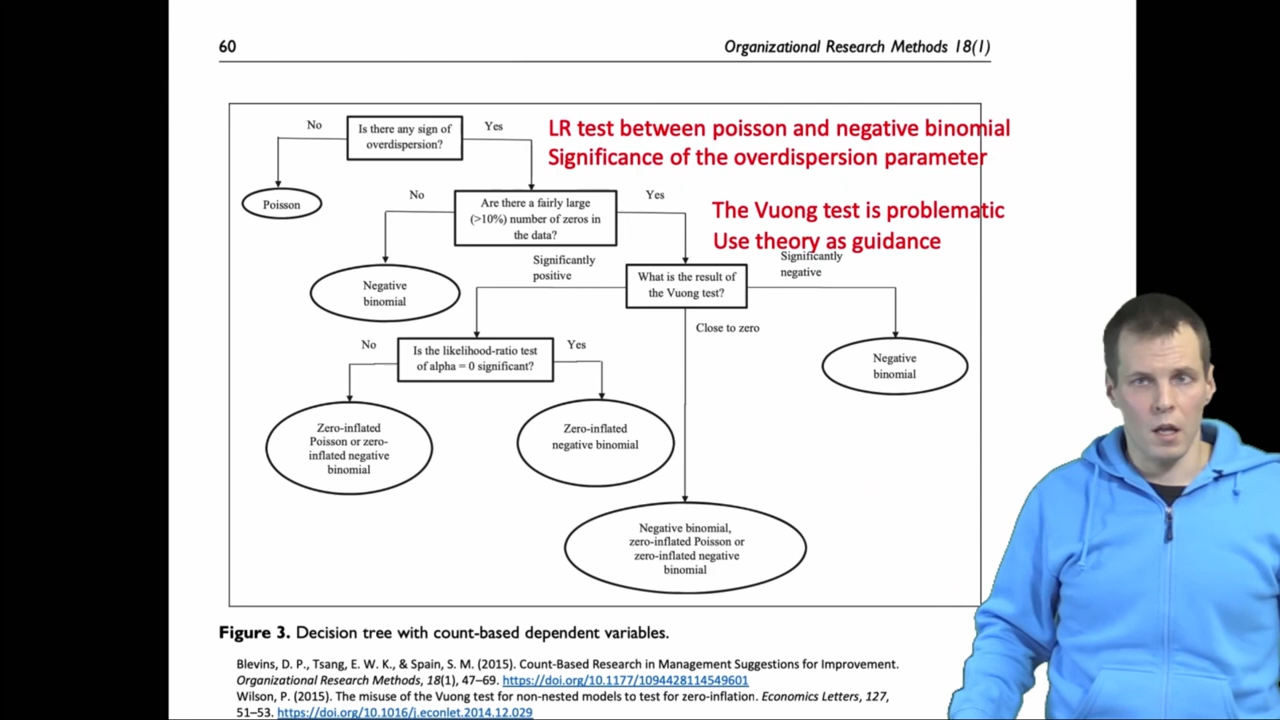 60
Organizational Research Methods 18(1)
No
Is there any sign of
overdispersion?
Yes
LR test between poisson and negative binomial
Significance of the overdispersion parameter
Poisson
No
Are there a fairly large
(>10%) number of zeros in
the data?
Yes
The Vuong test is problematic
Use theory as guidance
Significantly
positive
What is the result of
the Vuong test?
Significantly
negative
Negative
binomial
Close to zero
No
Is the likelihood-ratio test
of alpha = 0 significant?
Yes
Negative
binomial
Zero-inflated
Poisson or zero-
inflated negative
binomial
Zero-inflated
negative binomial
Negative binomial,
zero-inflated Poisson or
zero-inflated negative
binomial
Figure 3. Decision tree with count-based dependent variables.
Blevins, D. P., Tsang, E. W. K., & Spain, S. M. (2015). Count-Based Research in Management Suggestions for Improvement.
Organizational Research Methods, 18(1), 47–69. https://doi.org/10.1177/1094428114549601
Wilson, P. (2015). The misuse of the Vuong test for non-nested models to test for zero-inflation. Economics Letters, 127,
51–53. https://doi.org/10.1016/j.econlet.2014.12.029